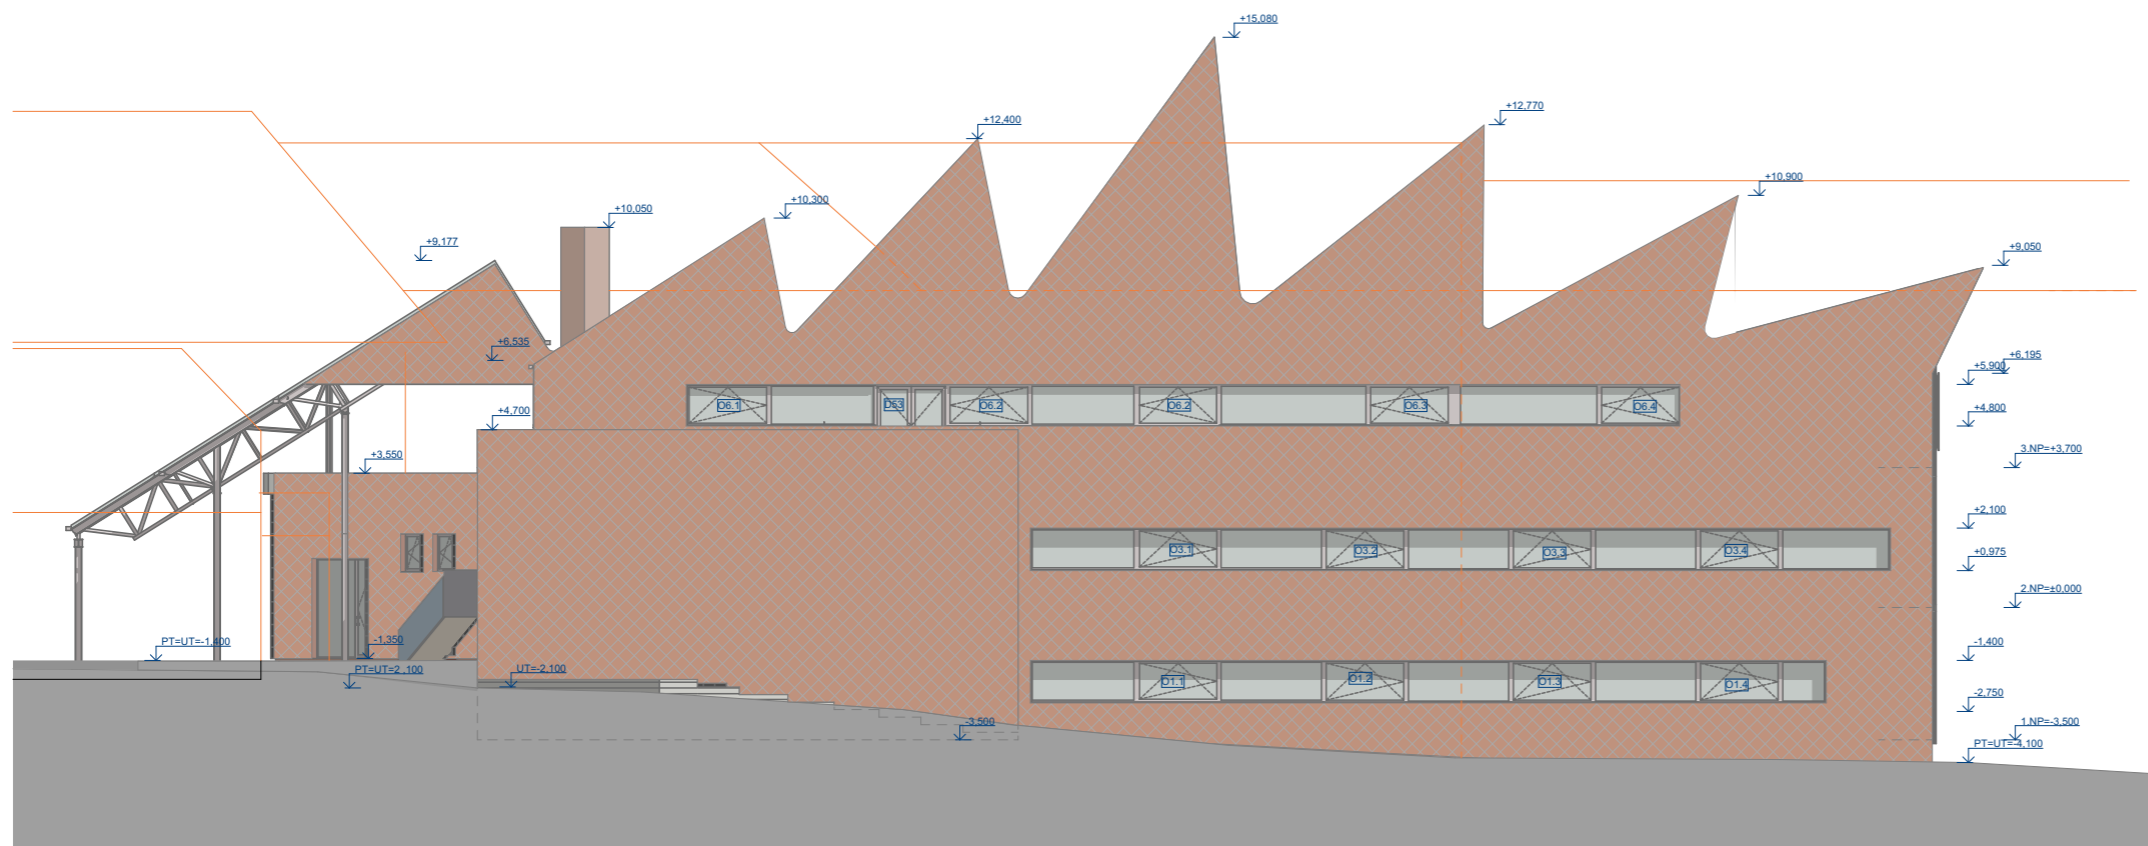 +15,080
+12,400
+12,770
+10,900
+10,050
+10,300
+9,177
+9,050
+6,535
+6,195
+5,900
O6.1
D53
O6.2
O6.2
O6.3
O6.4
+4,700
+4,800
+3,550
3.NP=+3,700
+2,100
O3.1
O3.2
O3.3
O3.4
+0,975
2.NP=±0,000
PT=UT=-1,400
-1,350
-1,400
PT=UT=2,100
UT=-2,100
O1.1
O1.2
O1.3
O1.4
-2,750
-3,500
1.NP=-3,500
PT=UT=-4,100